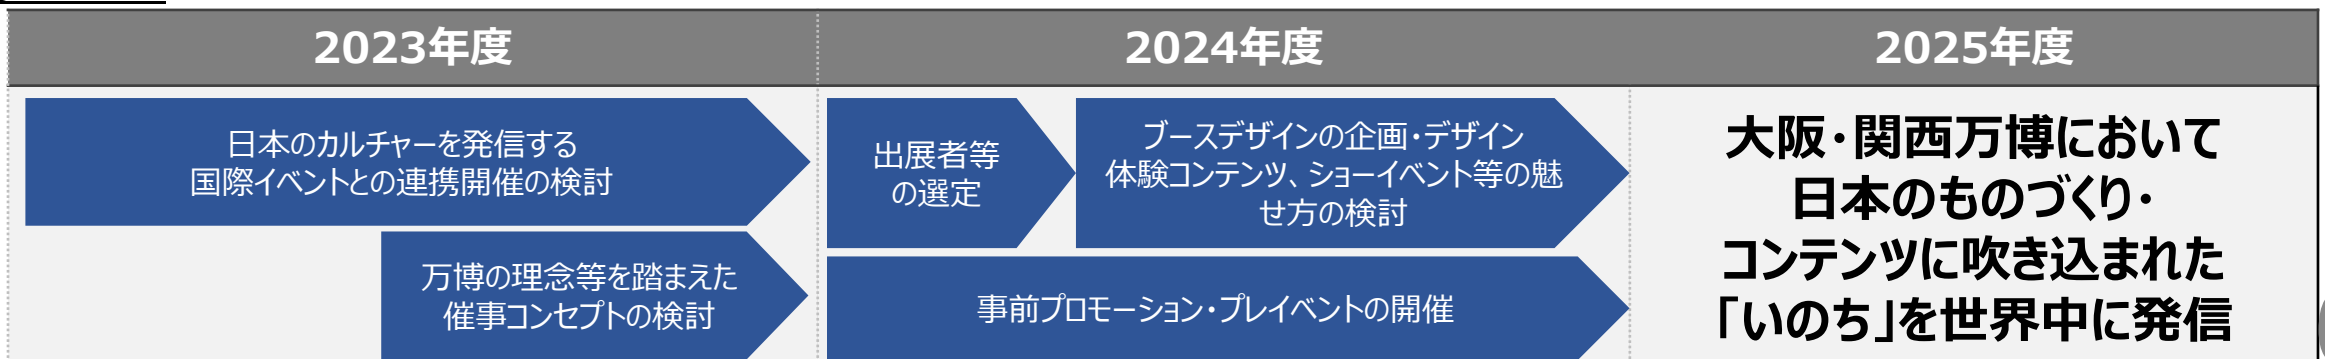 2023年度
2024年度
2025年度
日本のカルチャーを発信する
国際イベントとの連携開催の検討
万博の理念等を踏まえた
催事コンセプトの検討
出展者等
の選定
ブースデザインの企画・デザイン
体験コンテンツ、ショーイベント等の魅
せ方の検討
事前プロモーション・プレイベントの開催
大阪・関西万博において
日本のものづくり・
コンテンツに吹き込まれた
「いのち」を世界中に発信